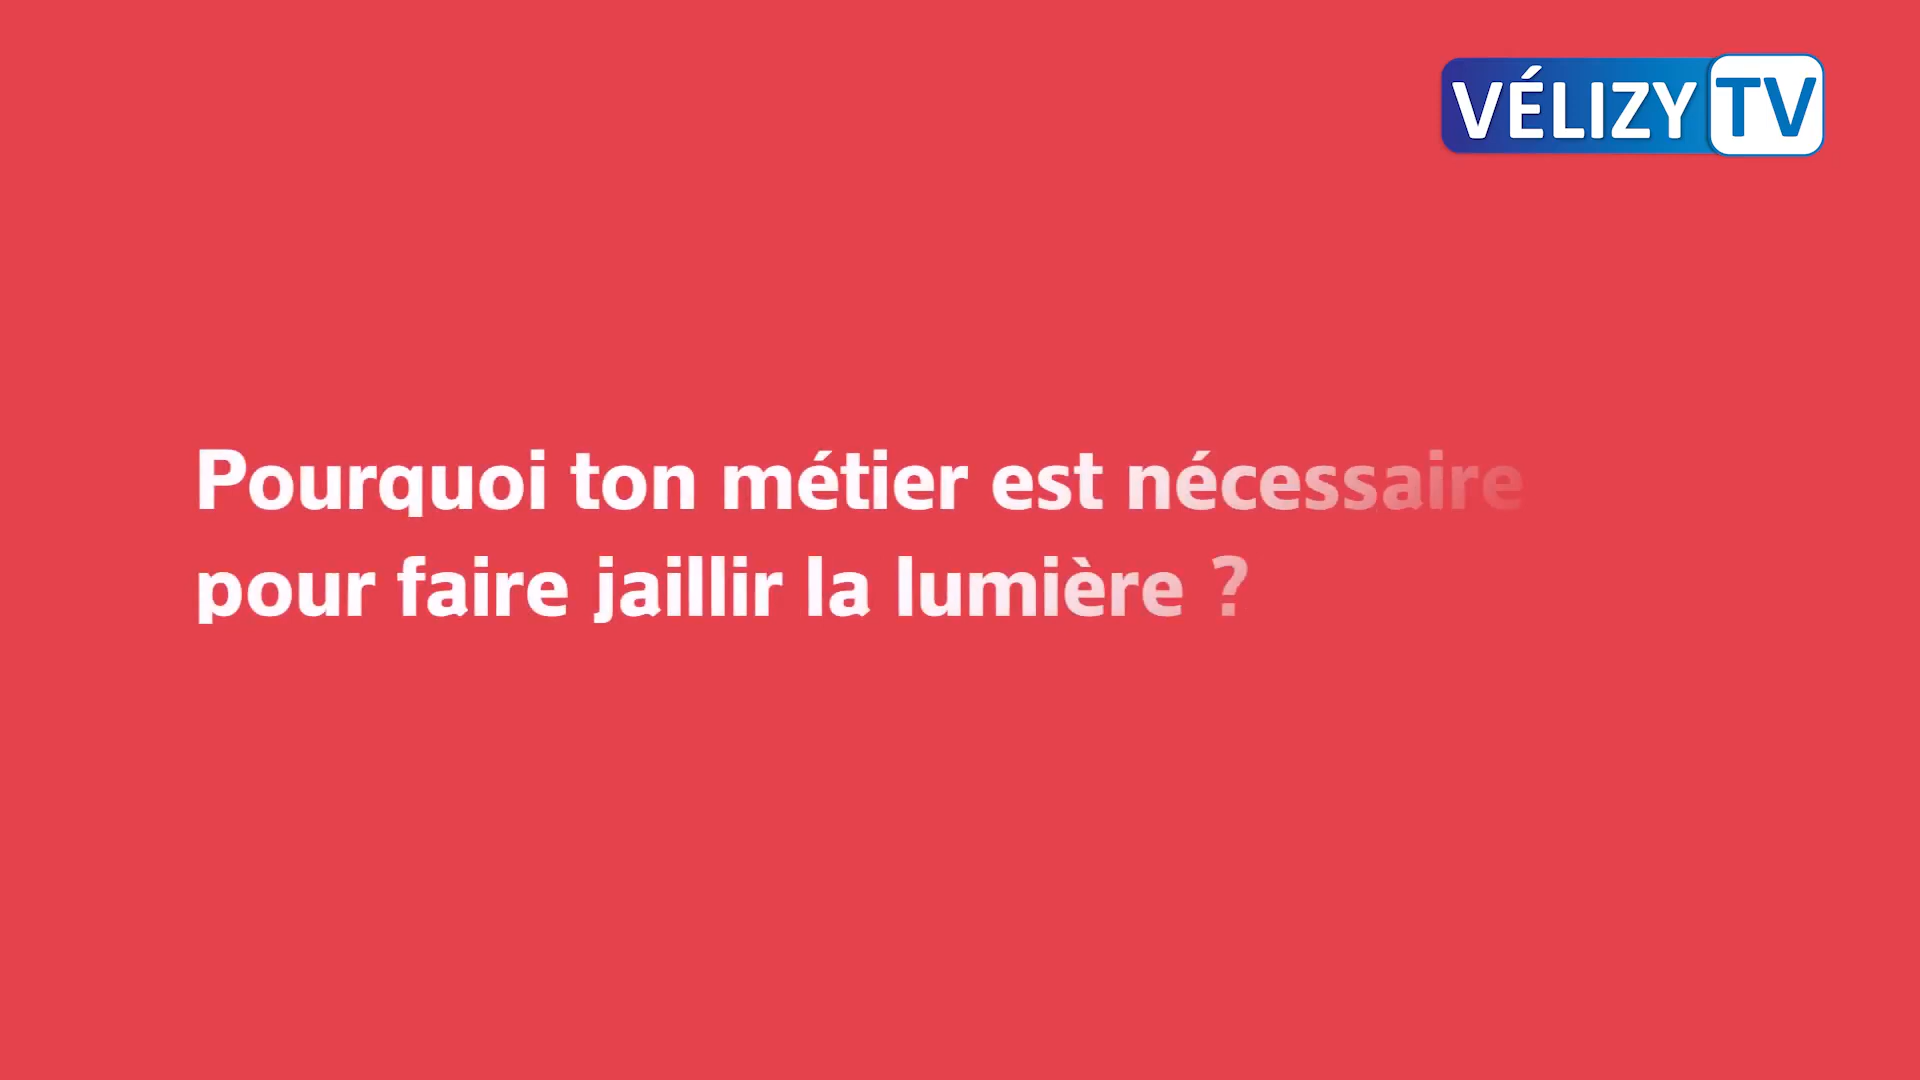 VÉLIZY TV
Pourquoi ton métier est nécessaire
pour faire jaillir la lumière ?